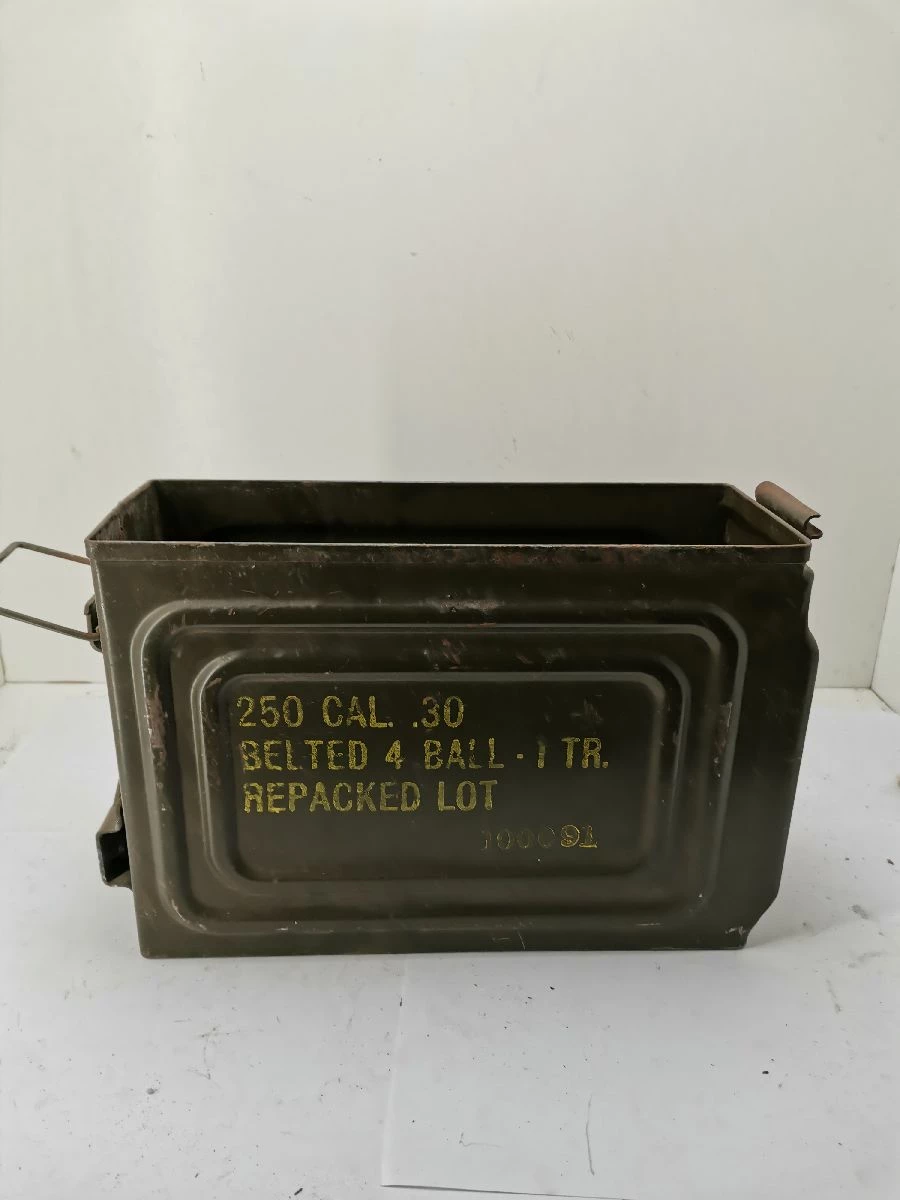 250 CAL. .30
BELTED 4 BALL - 1 TR.
REPACKED LOT